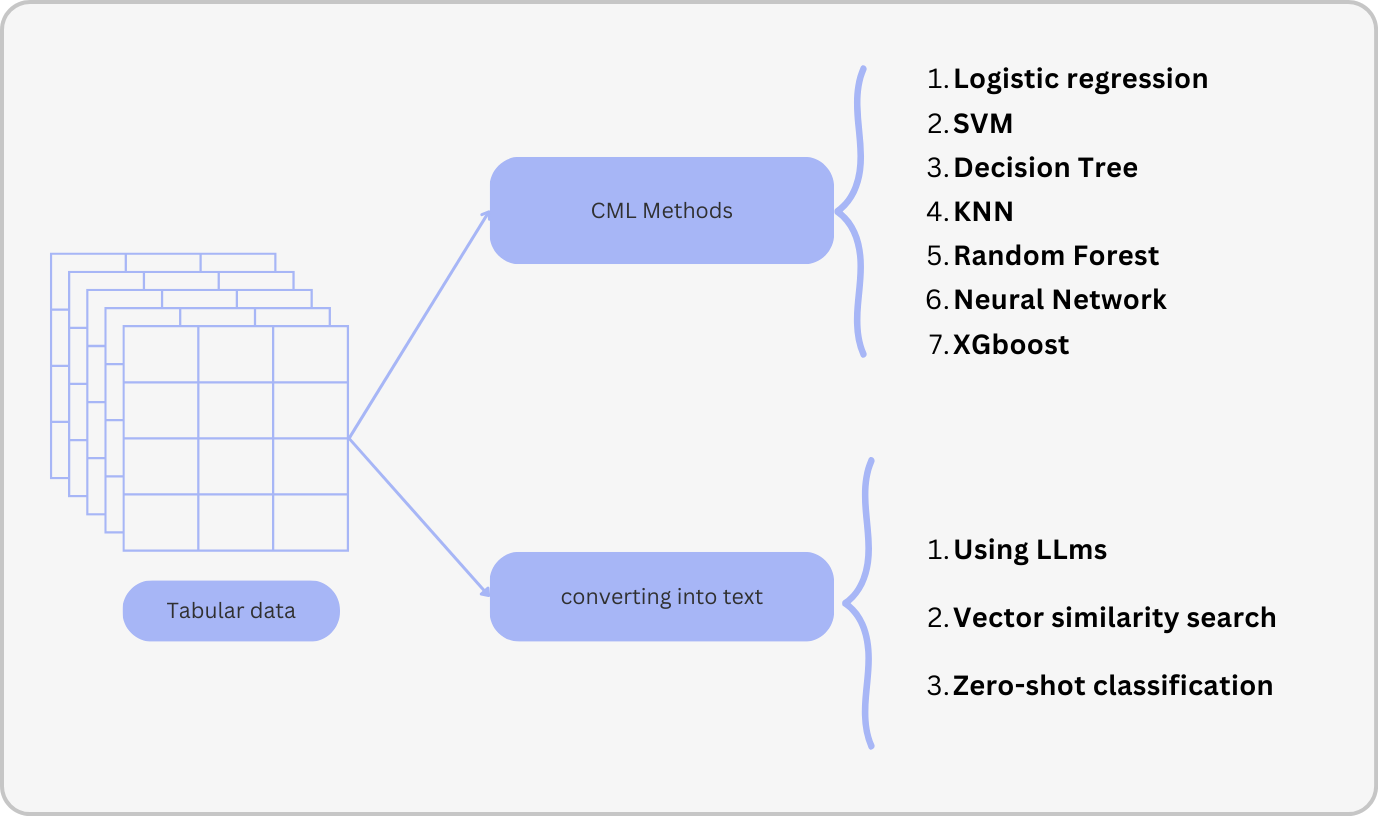 1. Logistic regression
2. SVM
3. Decision Tree
4. KNN
5. Random Forest
6. Neural Network
7. XGboost
CML Methods
Tabular data
converting into text
1. Using LLms
2. Vector similarity search
3. Zero-shot classification